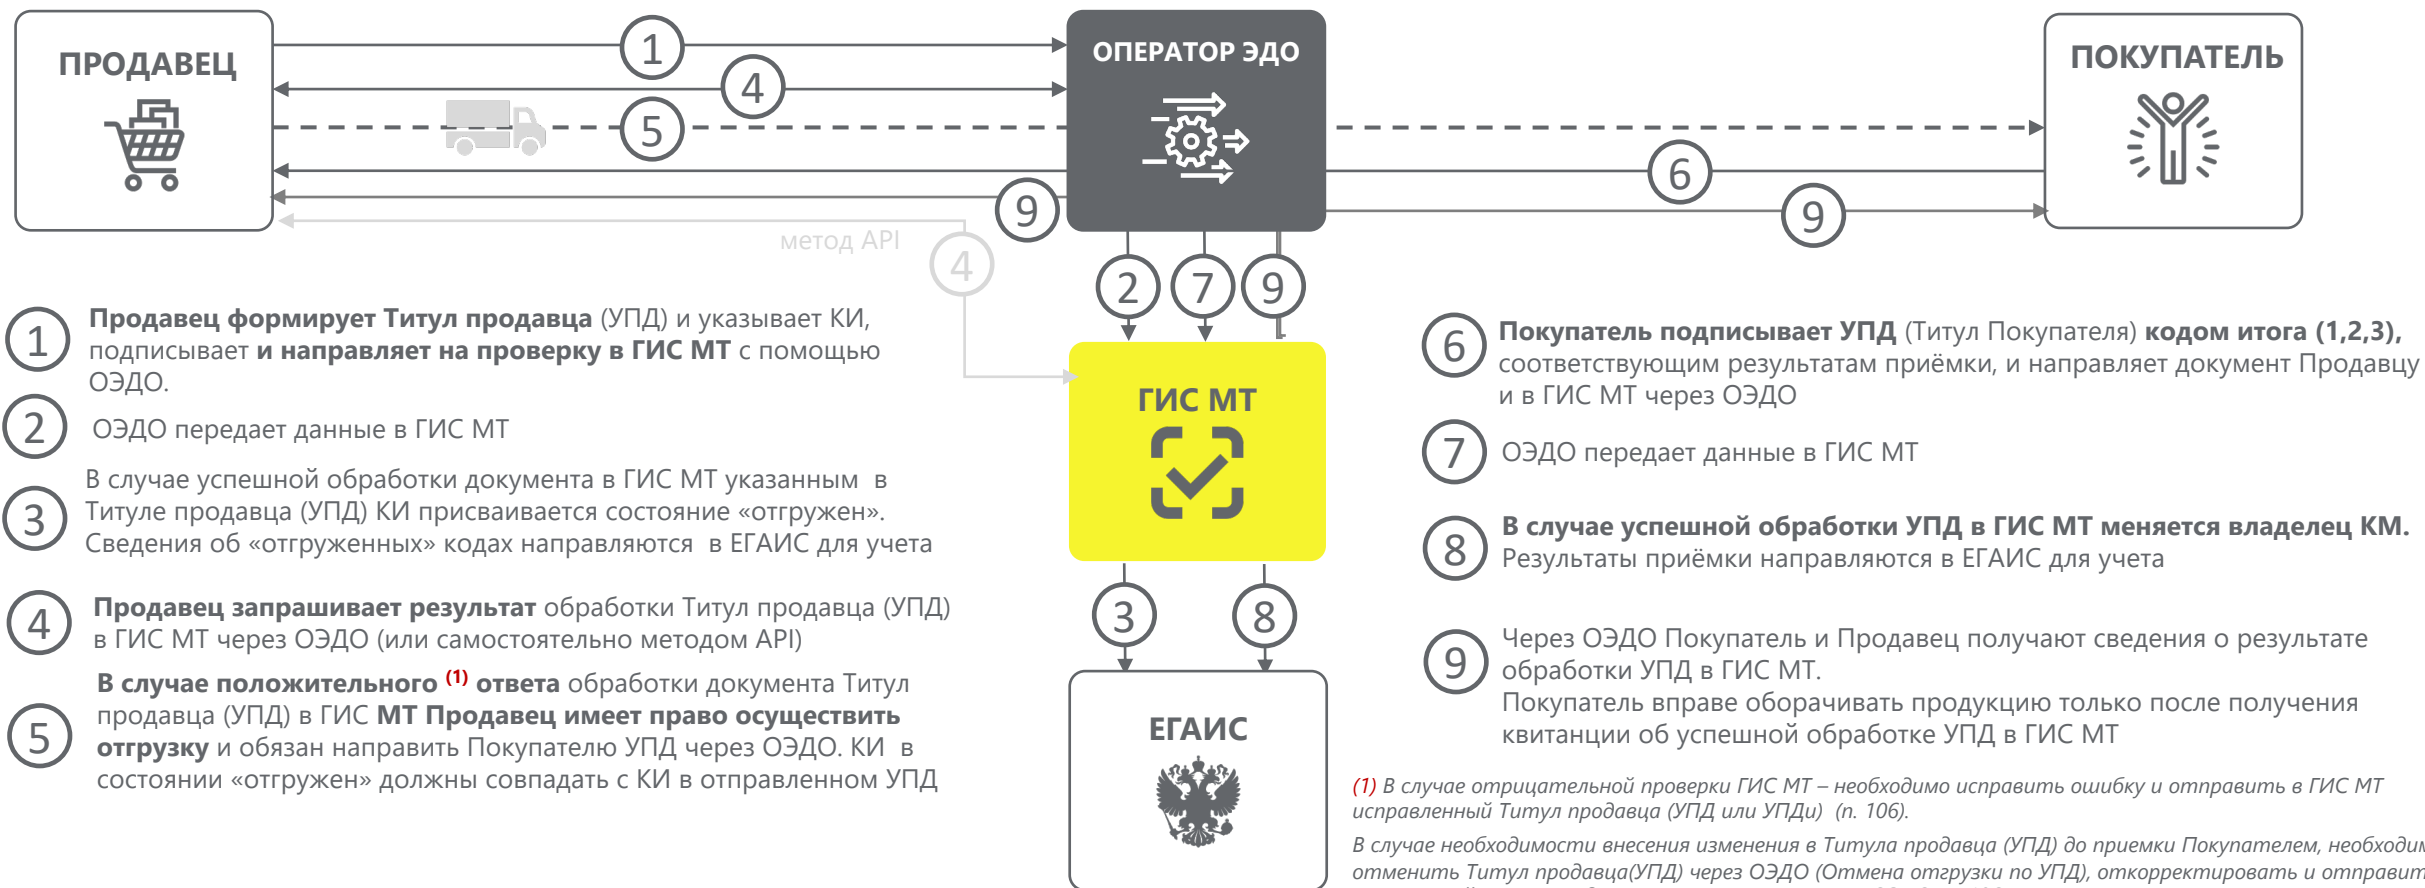 ПРОДАВЕЦ
ОПЕРАТОР ЭДО
ПОКУПАТЕЛЬ
1
4
5
6
9
9
метод API
4
2
7
9
ГИС МТ
3
8
ЕГАИС
1
Продавец формирует Титул продавца (УПД) и указывает КИ,
подписывает и направляет на проверку в ГИС МТ с помощью
ОЭДО.
2
ОЭДО передает данные в ГИС МТ
3
В случае успешной обработки документа в ГИС МТ указанным в
Титуле продавца (УПД) КИ присваивается состояние «отгружен».
Сведения об «отгруженных» кодах направляются в ЕГАИС для учета
4
Продавец запрашивает результат обработки Титул продавца (УПД)
в ГИС МТ через ОЭДО (или самостоятельно методом API)
5
В случае положительного (1) ответа обработки документа Титул
продавца (УПД) в ГИС МТ Продавец имеет право осуществить
отгрузку и обязан направить Покупателю УПД через ОЭДО. КИ в
состоянии «отгружен» должны совпадать с КИ в отправленном УПД
6
Покупатель подписывает УПД (Титул Покупателя) кодом итога (1,2,3),
соответствующим результатам приёмки, и направляет документ Продавцу
и в ГИС МТ через ОЭДО
7
ОЭДО передает данные в ГИС МТ
8
В случае успешной обработки УПД в ГИС МТ меняется владелец КМ.
Результаты приёмки направляются в ЕГАИС для учета
9
Через ОЭДО Покупатель и Продавец получают сведения о результате
обработки УПД в ГИС МТ.
Покупатель вправе оборачивать продукцию только после получения
квитанции об успешной обработке УПД в ГИС МТ
(1) В случае отрицательной проверки ГИС МТ – необходимо исправить ошибку и отправить в ГИС МТ
исправленный Титул продавца (УПД или УПДи) (п. 106).
В случае необходимости внесения изменения в Титула продавца (УПД) до приемки Покупателем, необходим
отменить Титул продавца(УПД) через ОЭДО (Отмена отгрузки по УПД), откорректировать и отправит